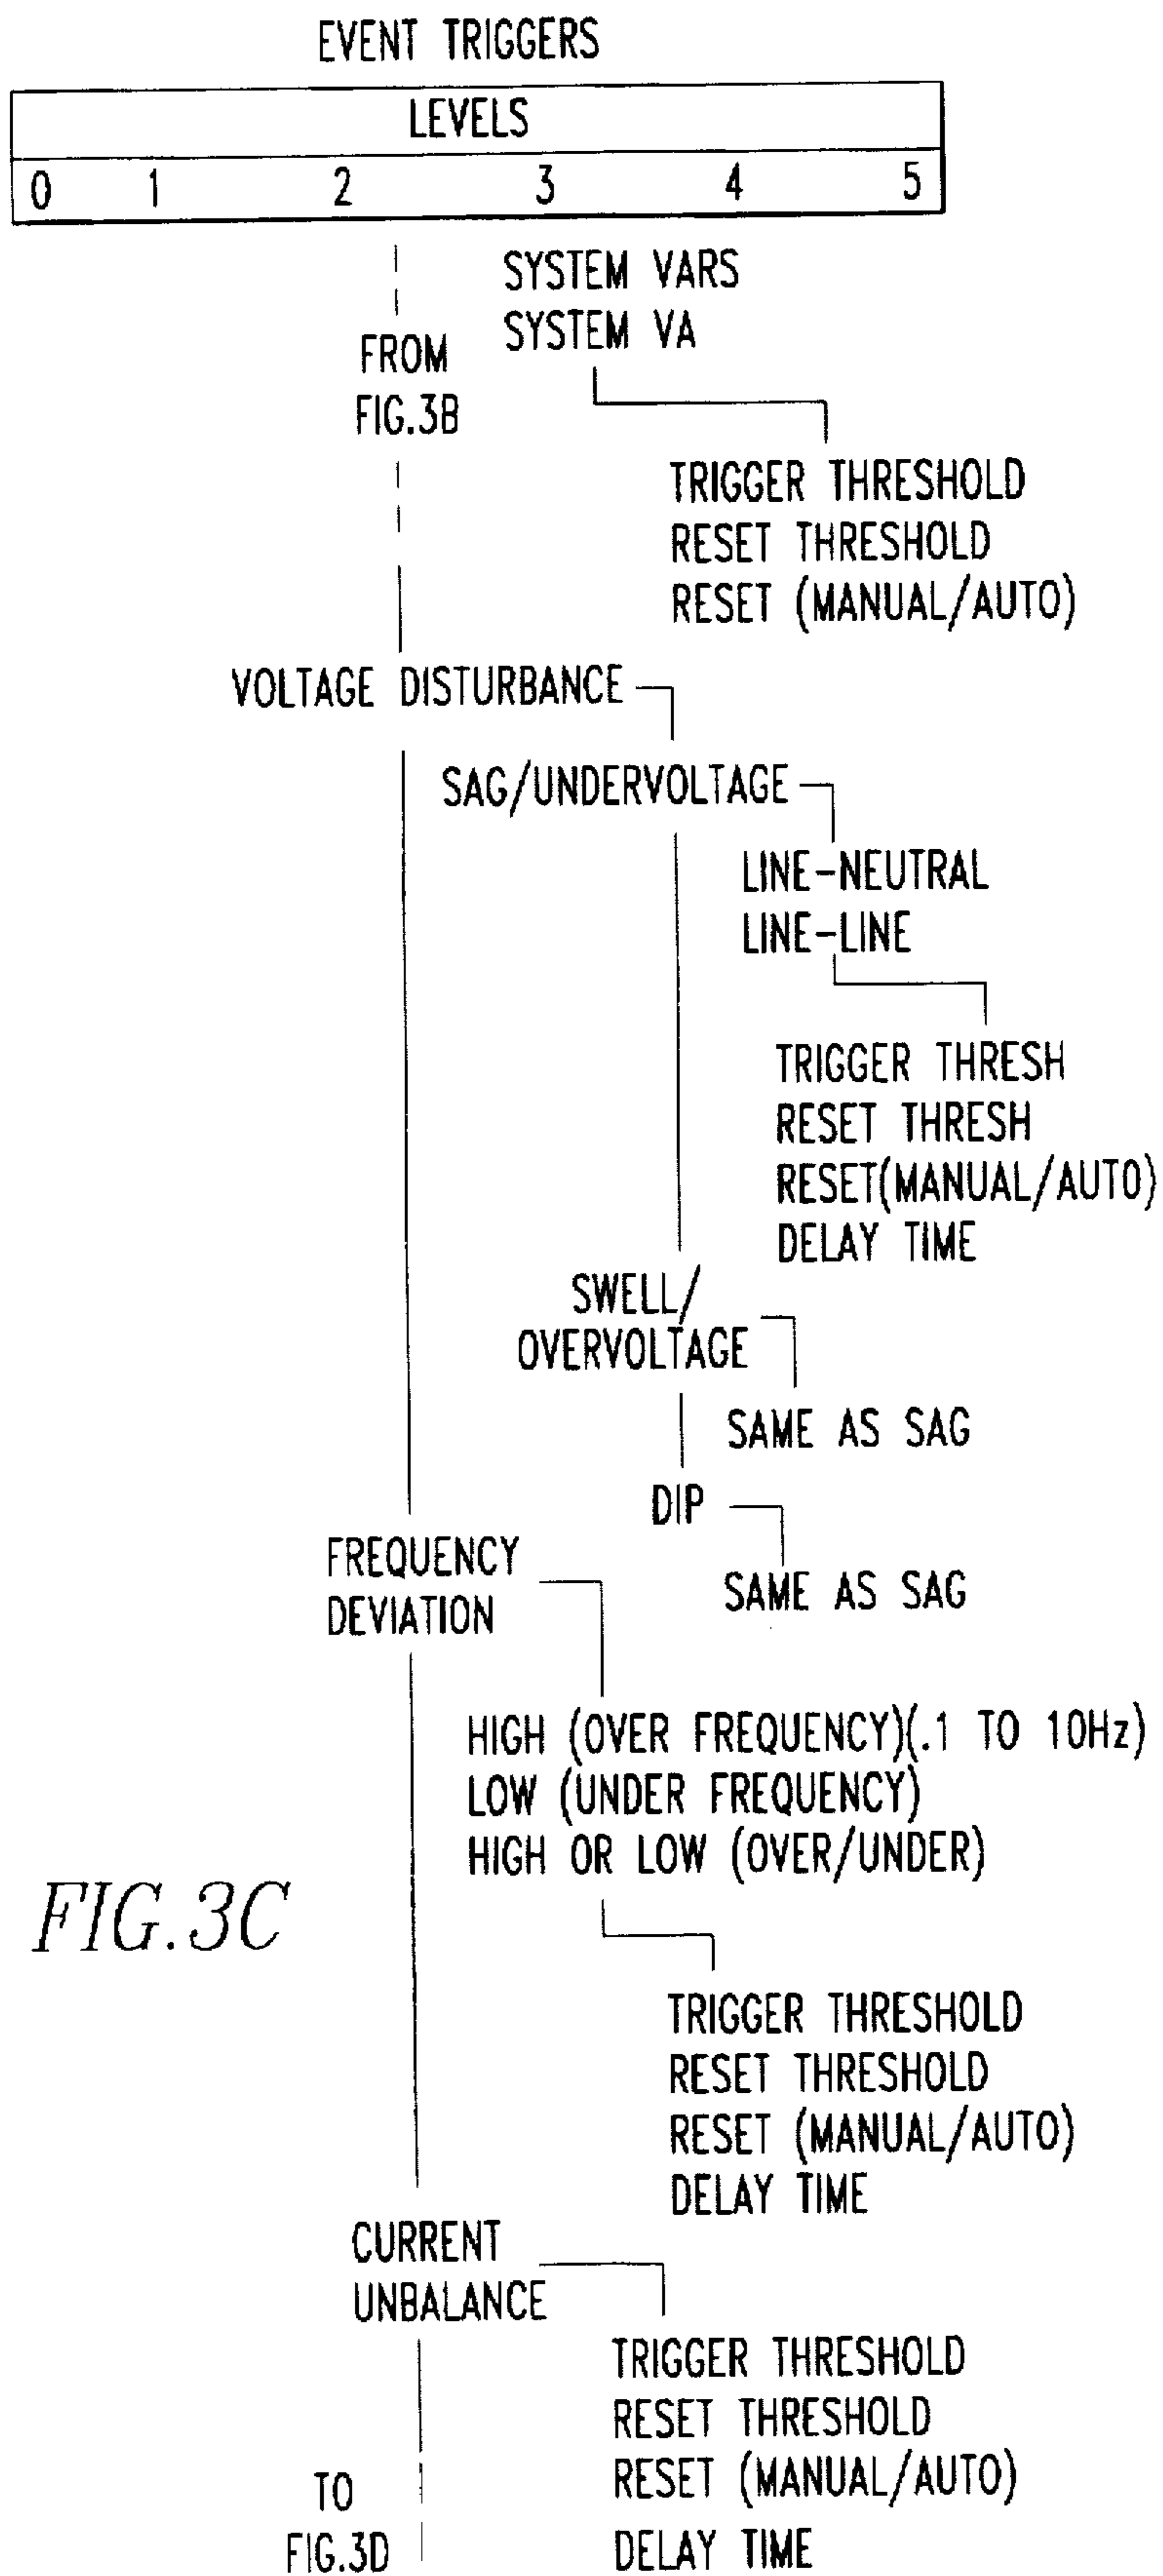 EVENT TRIGGERS
LEVELS
0 1 2 3 4 5
SYSTEM VARS
SYSTEM VA
FROM
FIG.3B
TRIGGER THRESHOLD
RESET THRESHOLD
RESET (MANUAL/AUTO)
VOLTAGE DISTURBANCE
SAG/UNDERVOLTAGE
LINE-NEUTRAL
LINE-LINE
TRIGGER THRESH
RESET THRESH
RESET(MANUAL/AUTO)
DELAY TIME
SWELL/
OVERVOLTAGE
SAME AS SAG
DIP
SAME AS SAG
FREQUENCY
DEVIATION
HIGH (OVER FREQUENCY)(.1 TO 10Hz)
LOW (UNDER FREQUENCY)
HIGH OR LOW (OVER/UNDER)
FIG.3C
TRIGGER THRESHOLD
RESET THRESHOLD
RESET (MANUAL/AUTO)
DELAY TIME
CURRENT
UNBALANCE
TRIGGER THRESHOLD
RESET THRESHOLD
RESET (MANUAL/AUTO)
DELAY TIME
TO
FIG.3D